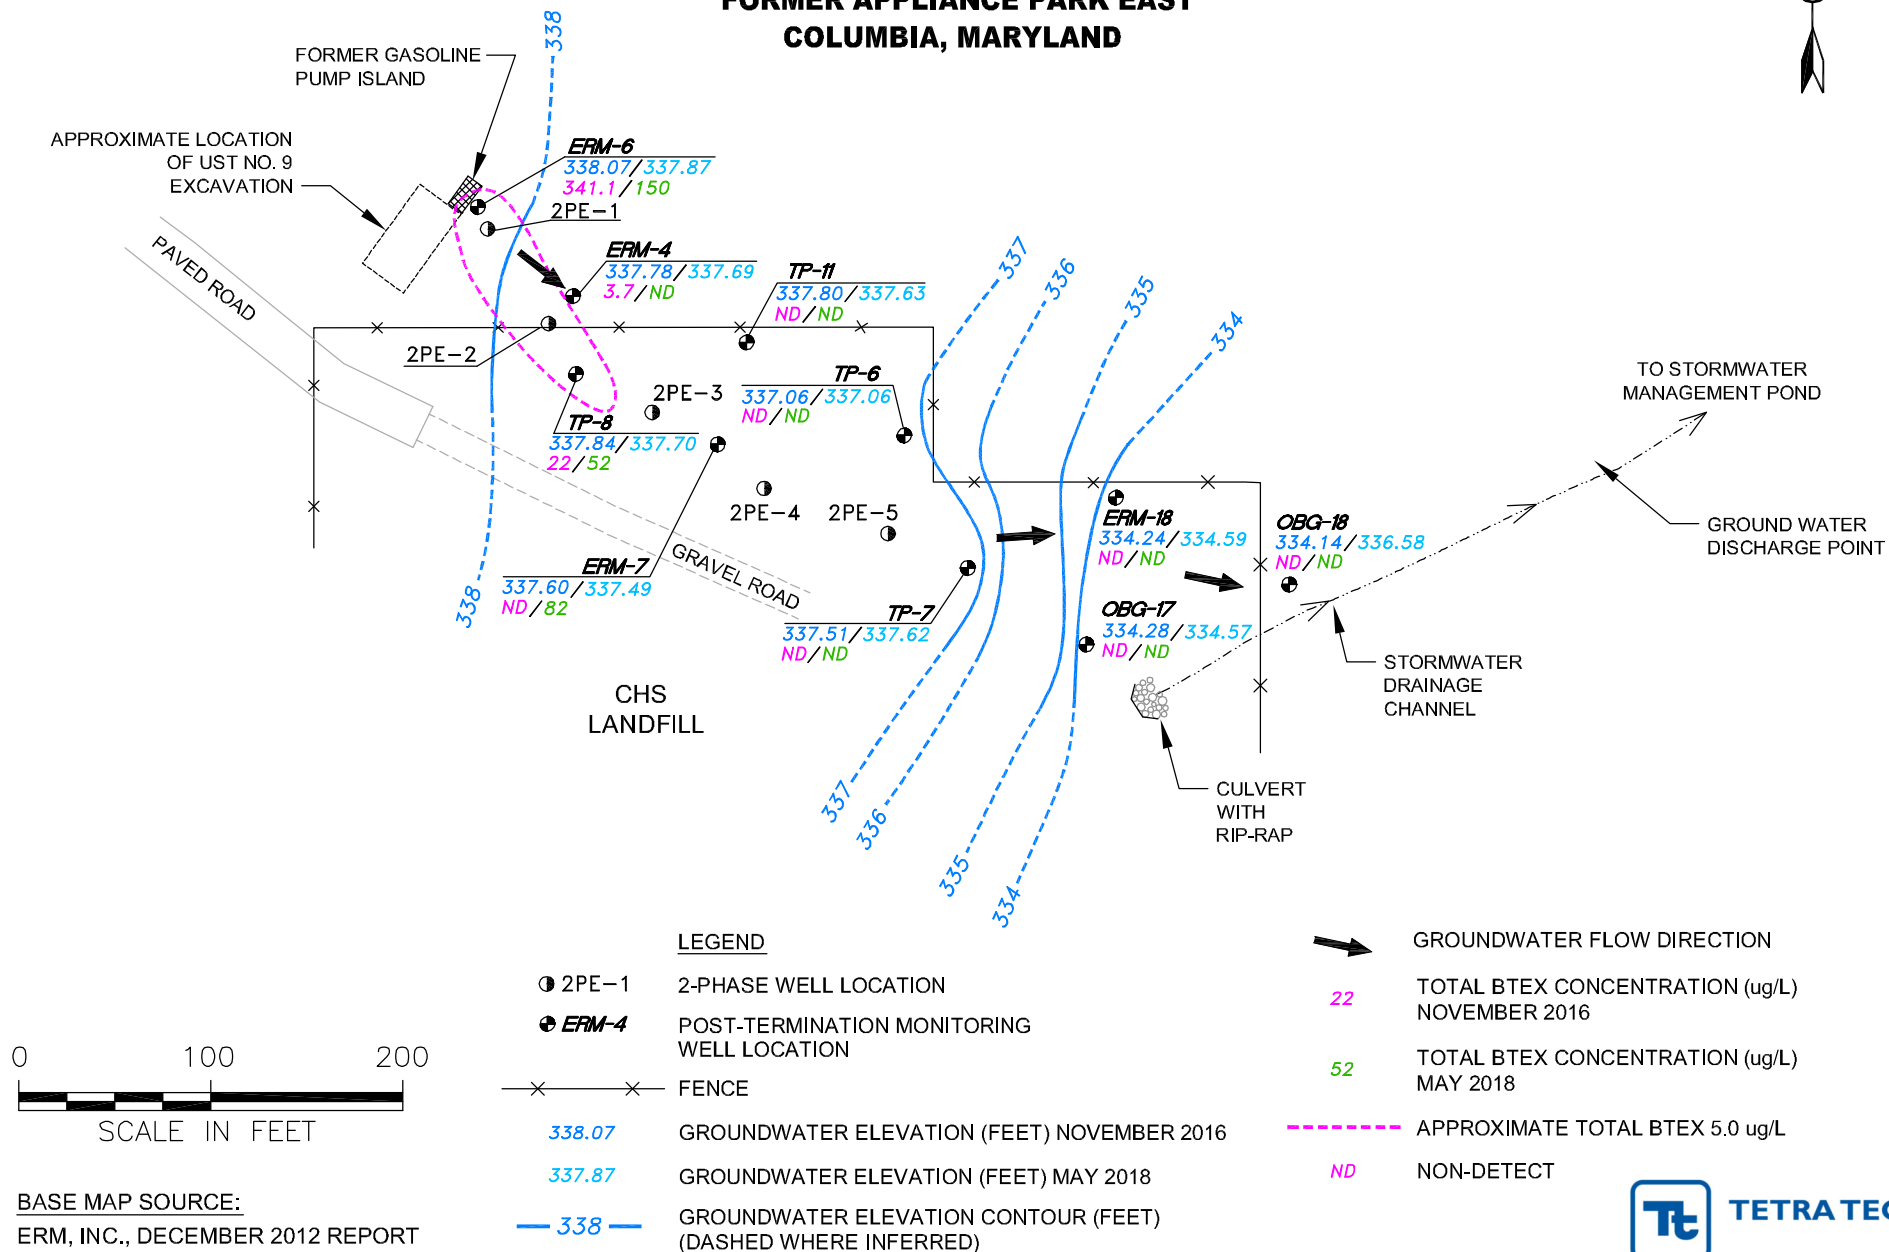 FORMER APPLIANCE PARK EAST
COLUMBIA, MARYLAND
338
FORMER GASOLINE
PUMP ISLAND
APPROXIMATE LOCATION
OF UST NO. 9
EXCAVATION
ERM-6
338.07/337.87
341.1/150
2PE-1
PAVED ROAD
ERM-4
337.78/337.69
3.7/ND
TP-11
337.80/337.63
ND/ND
337
336
335
334
2PE-2
TP-6
337.06/337.06
ND/ND
2PE-3
TP-8
337.84/337.70
22/52
TO STORMWATER
MANAGEMENT POND
2PE-4
2PE-5
ERM-18
334.24/334.59
ND/ND
OBG-18
334.14/336.58
ND/ND
GROUND WATER
DISCHARGE POINT
GRAVEL ROAD
ERM-7
337.60/337.49
ND/82
338
TP-7
337.51/337.62
ND/ND
OBG-17
334.28/334.57
ND/ND
STORMWATER
DRAINAGE
CHANNEL
CHS
LANDFILL
CULVERT
WITH
RIP-RAP
337
336
335
334
LEGEND
2PE-1 2-PHASE WELL LOCATION
ERM-4 POST-TERMINATION MONITORING
WELL LOCATION
FENCE
338.07 GROUNDWATER ELEVATION (FEET) NOVEMBER 2016
337.87 GROUNDWATER ELEVATION (FEET) MAY 2018
338 GROUNDWATER ELEVATION CONTOUR (FEET)
(DASHED WHERE INFERRED)
GROUNDWATER FLOW DIRECTION
22 TOTAL BTEX CONCENTRATION (ug/L)
NOVEMBER 2016
52 TOTAL BTEX CONCENTRATION (ug/L)
MAY 2018
APPROXIMATE TOTAL BTEX 5.0 ug/L
ND NON-DETECT
0 100 200
SCALE IN FEET
BASE MAP SOURCE:
ERM, INC., DECEMBER 2012 REPORT
Tt TETRA TEC